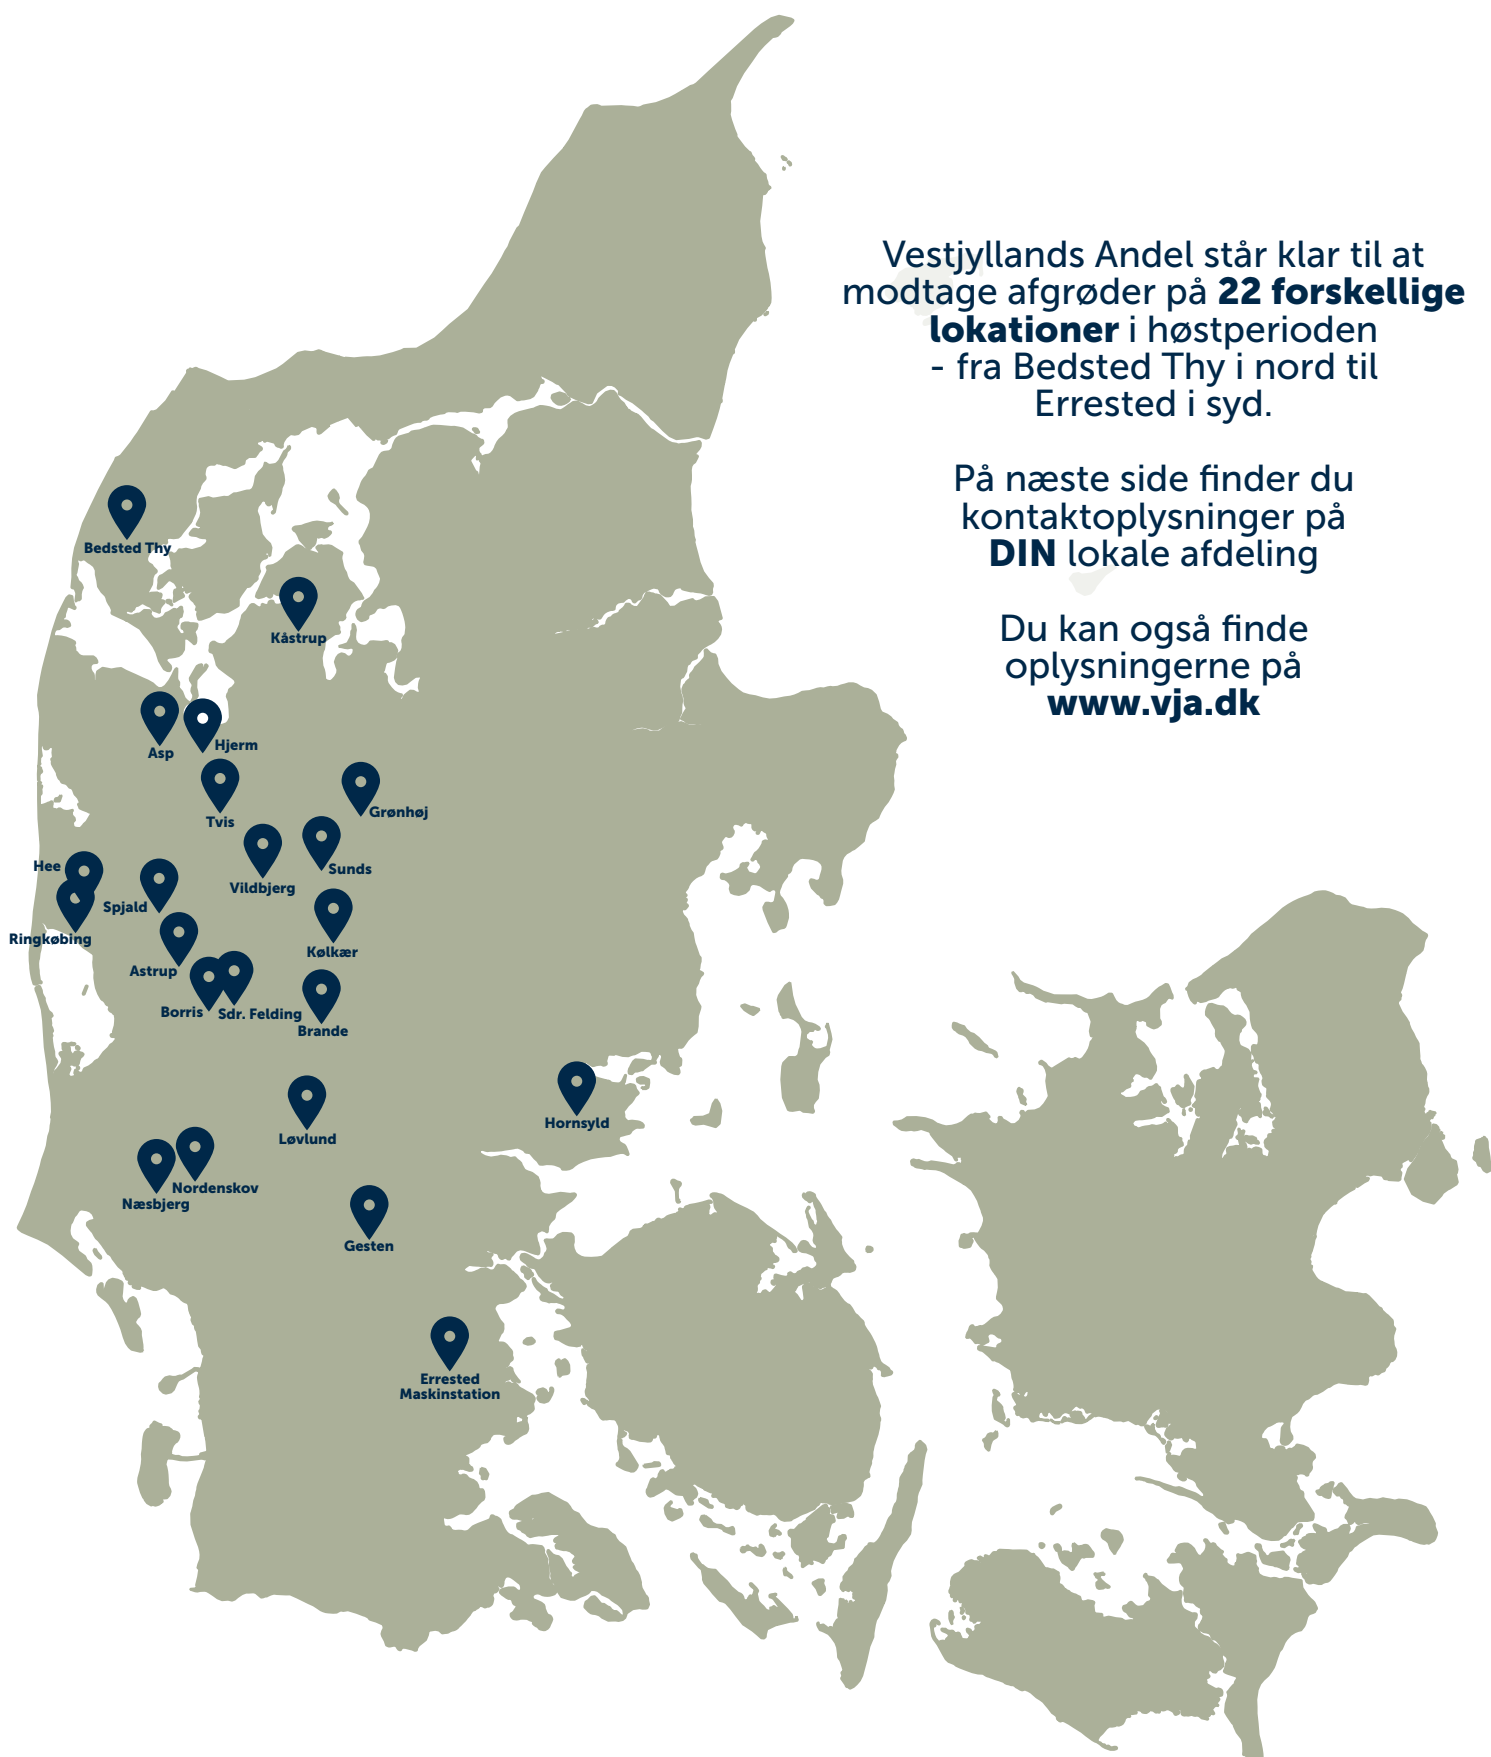 Vestjyllands Andel står klar til at
modtage afgrøder på 22 forskellige
lokationer i høstperioden
- fra Bedsted Thy i nord til
Errested i syd.
På næste side finder du
kontaktoplysninger på
DIN lokale afdeling
Du kan også finde
oplysningerne på
www.vja.dk
Bedsted Thy
Kåstrup
Asp
Hjerm
Tvis
Grønhøj
Hee
Vildbjerg
Sunds
Spjald
Ringkøbing
Kølkær
Astrup
Borris
Sdr. Felding
Brande
Hornsyld
Løvlund
Nordenskov
Næsbjerg
Gesten
Errested
Maskinstation